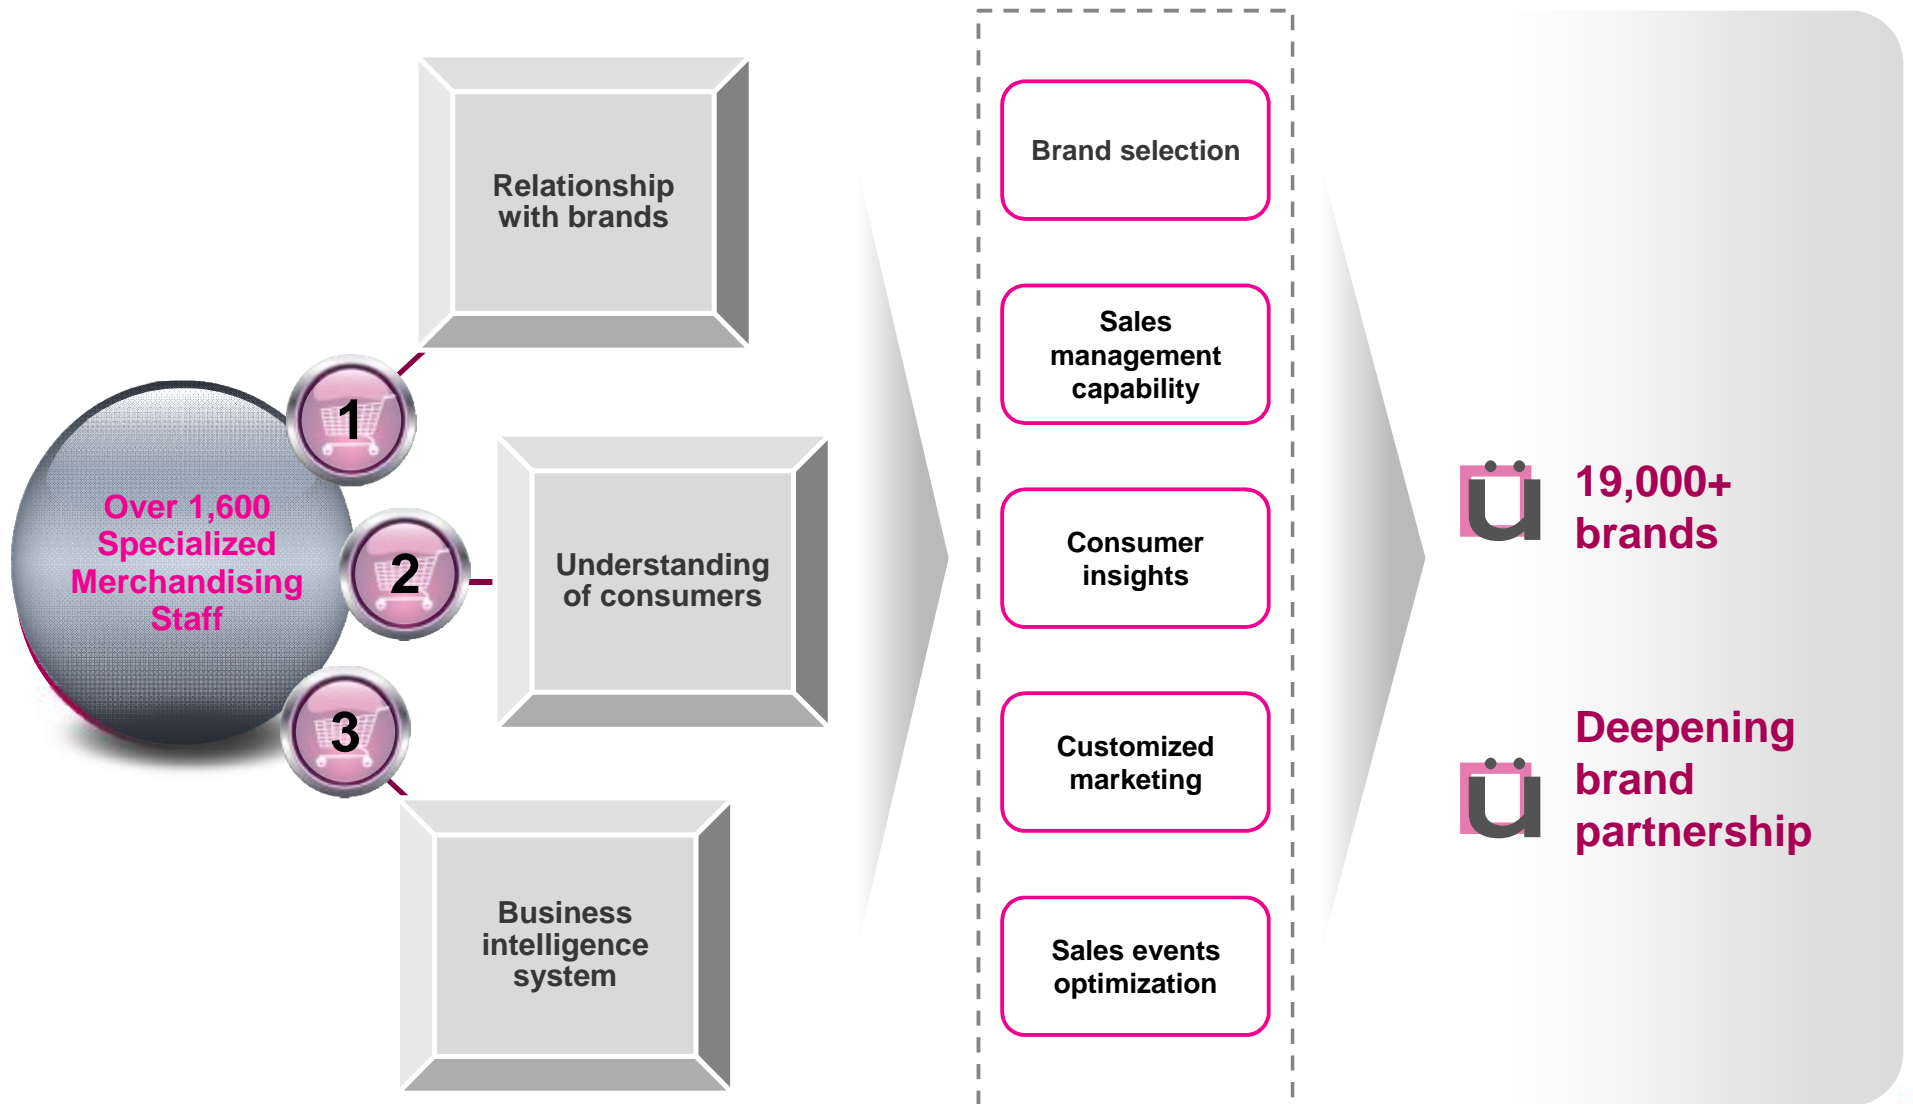 Relationship
with brands
1
Over 1,600
Specialized
Merchandising
Staff
2
Understanding
of consumers
3
Business
intelligence
system
Brand selection
Sales
management
capability
Consumer
insights
Customized
marketing
Sales events
optimization
ü
19,000+
brands
ü
Deepening
brand
partnership